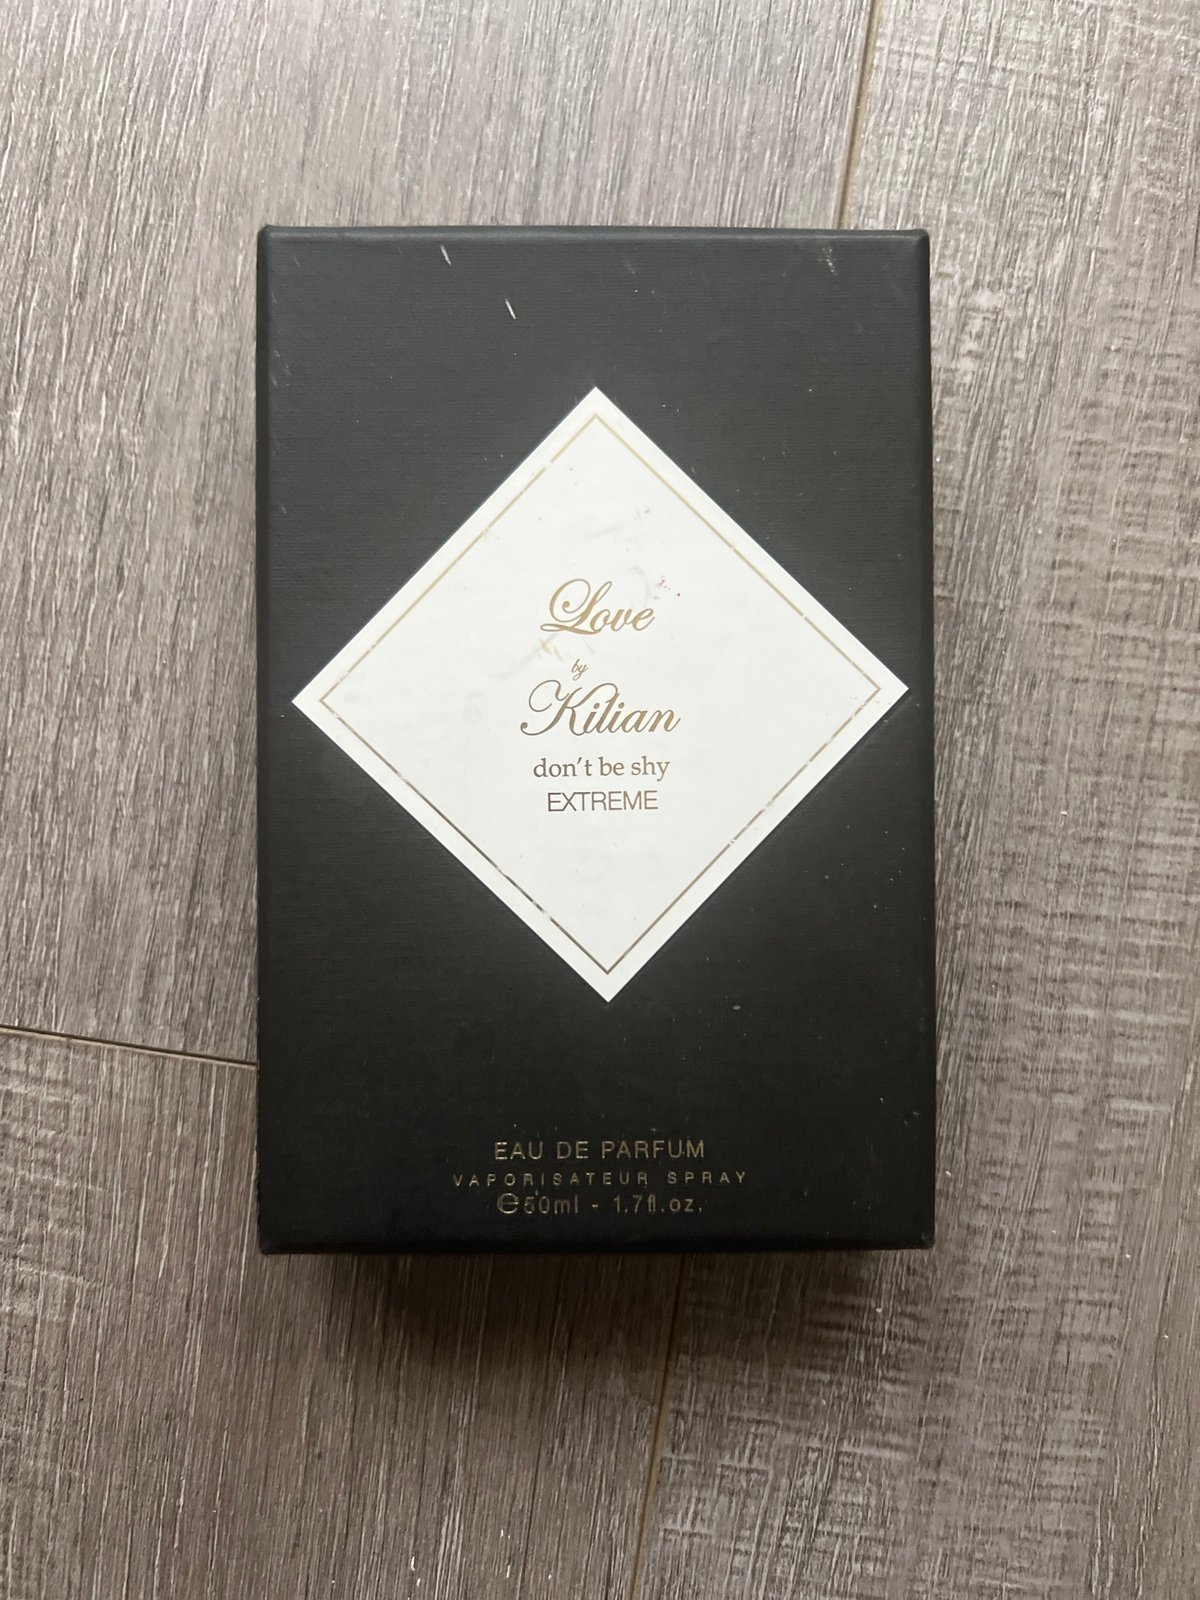 Love
by
Kilian
don't be shy
EXTREME
EAU DE PARFUM
VAPORISATEUR SPRAY
℮50ml - 1.7fl.oz.